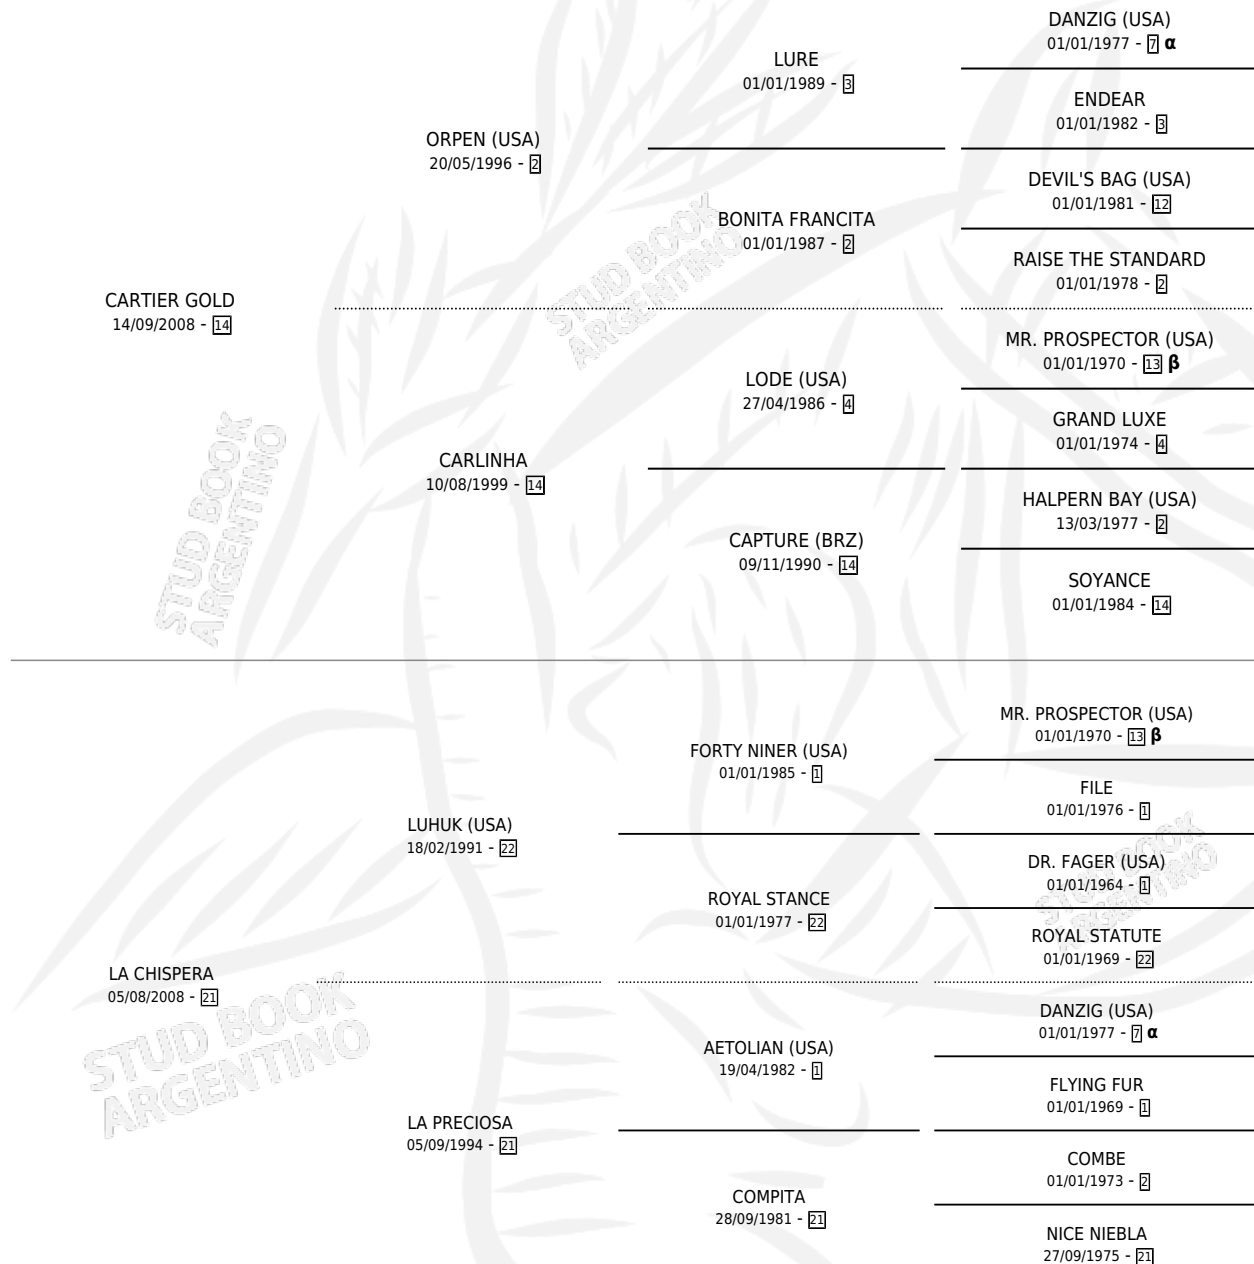 DANZIG (USA)
01/01/1977 - 7 α
LURE
01/01/1989 - 3
ENDEAR
01/01/1982 - 3
ORPEN (USA)
20/05/1996 - 2
DEVIL'S BAG (USA)
01/01/1981 - 12
BONITA FRANCITA
01/01/1987 - 2
RAISE THE STANDARD
01/01/1978 - 2
CARTIER GOLD
14/09/2008 - 14
MR. PROSPECTOR (USA)
01/01/1970 - 13 β
LODE (USA)
27/04/1986 - 4
GRAND LUXE
01/01/1974 - 4
CARLINHA
10/08/1999 - 14
HALPERN BAY (USA)
13/03/1977 - 2
CAPTURE (BRZ)
09/11/1990 - 14
SOYANCE
01/01/1984 - 14
STUD BOOK
ARGENTINO
STUD BOOK
ARGENTINO
MR. PROSPECTOR (USA)
01/01/1970 - 13 β
FORTY NINER (USA)
01/01/1985 - 1
FILE
01/01/1976 - 1
LUHUK (USA)
18/02/1991 - 22
DR. FAGER (USA)
01/01/1964 - 1
ROYAL STANCE
01/01/1977 - 22
ROYAL STATUTE
01/01/1969 - 22
STUD BOOK
ARGENTINO
LA CHISPERA
05/08/2008 - 21
STUD BOOK
ARGENTINO
DANZIG (USA)
01/01/1977 - 7 α
AETOLIAN (USA)
19/04/1982 - 1
FLYING FUR
01/01/1969 - 1
LA PRECIOSA
05/09/1994 - 21
COMBE
01/01/1973 - 2
COMPITA
28/09/1981 - 21
NICE NIEBLA
27/09/1975 - 21